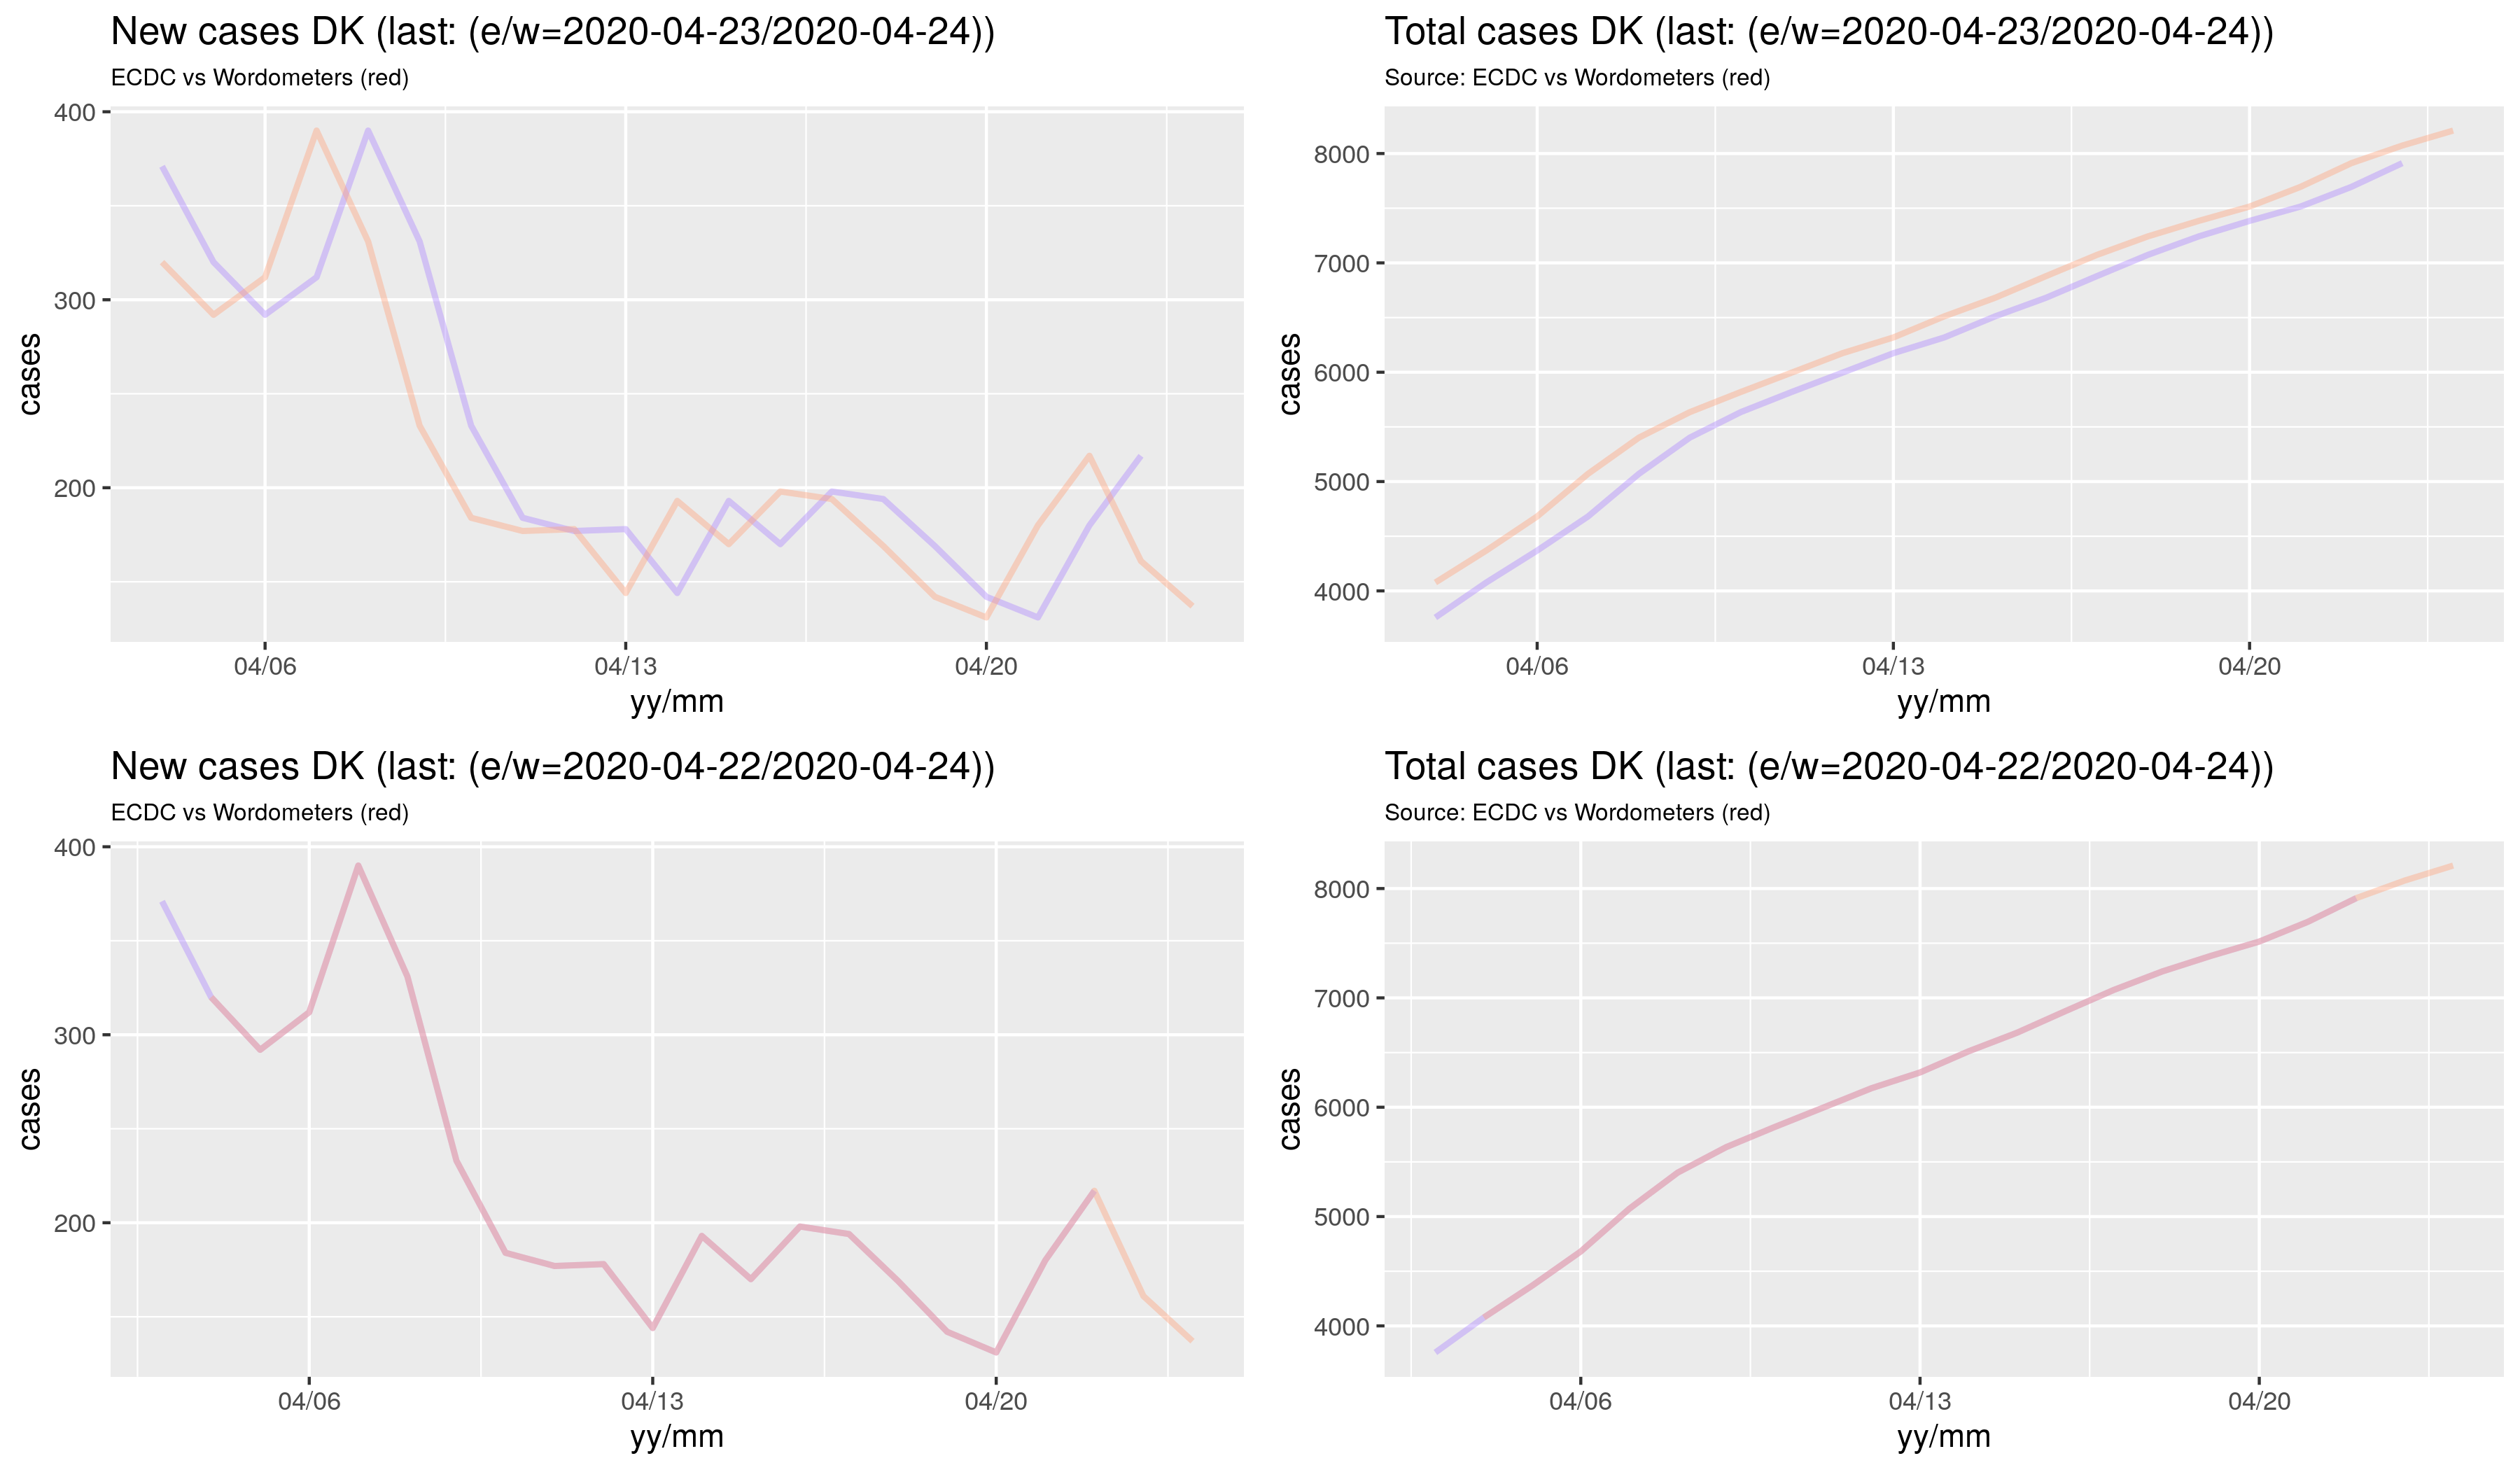 New cases DK (last: (e/w=2020-04-23/2020-04-24))
ECDC vs Wordometers (red)
400
300
200
cases
04/06 04/13 04/20
yy/mm
Total cases DK (last: (e/w=2020-04-23/2020-04-24))
Source: ECDC vs Wordometers (red)
8000
7000
6000
5000
4000
cases
04/06 04/13 04/20
yy/mm
New cases DK (last: (e/w=2020-04-22/2020-04-24))
ECDC vs Wordometers (red)
400
300
200
cases
04/06 04/13 04/20
yy/mm
Total cases DK (last: (e/w=2020-04-22/2020-04-24))
Source: ECDC vs Wordometers (red)
8000
7000
6000
5000
4000
cases
04/06 04/13 04/20
yy/mm